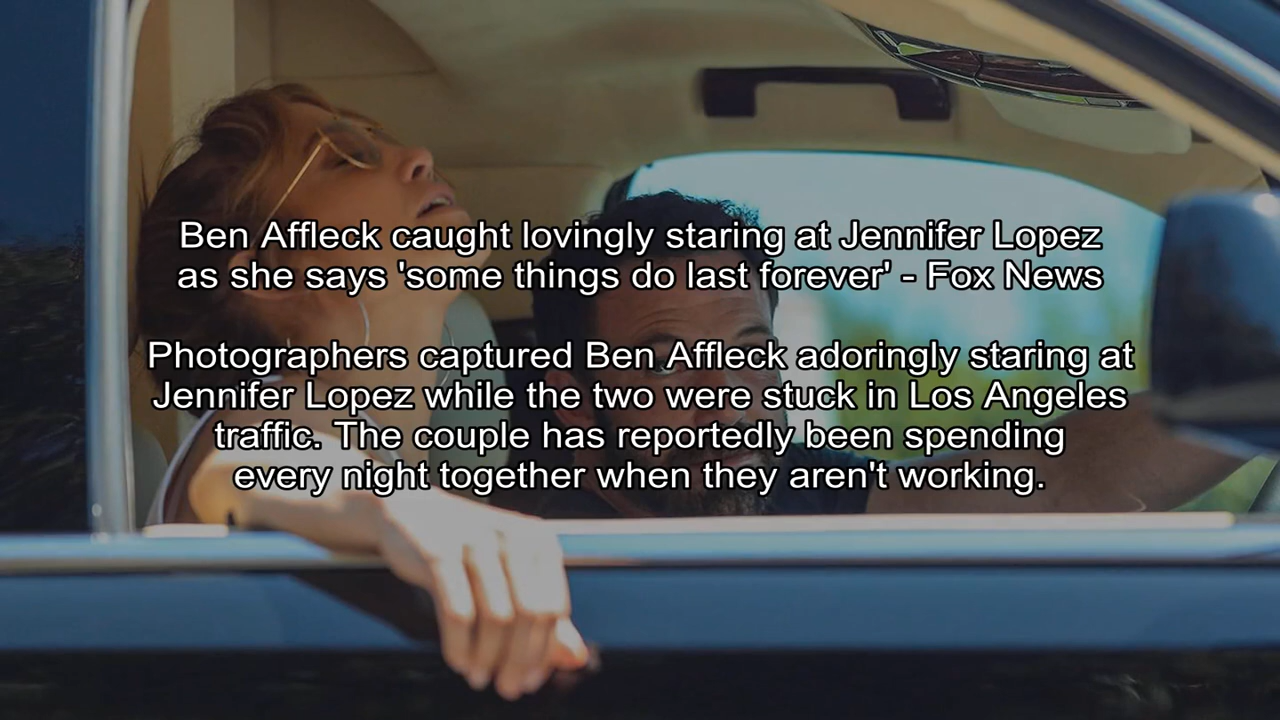 Ben Affleck caught lovingly staring at Jennifer Lopez
as she says 'some things do last forever' - Fox News
Photographers captured Ben Affleck adoringly staring at
Jennifer Lopez while the two were stuck in Los Angeles
traffic. The couple has reportedly been spending
every night together when they aren't working.